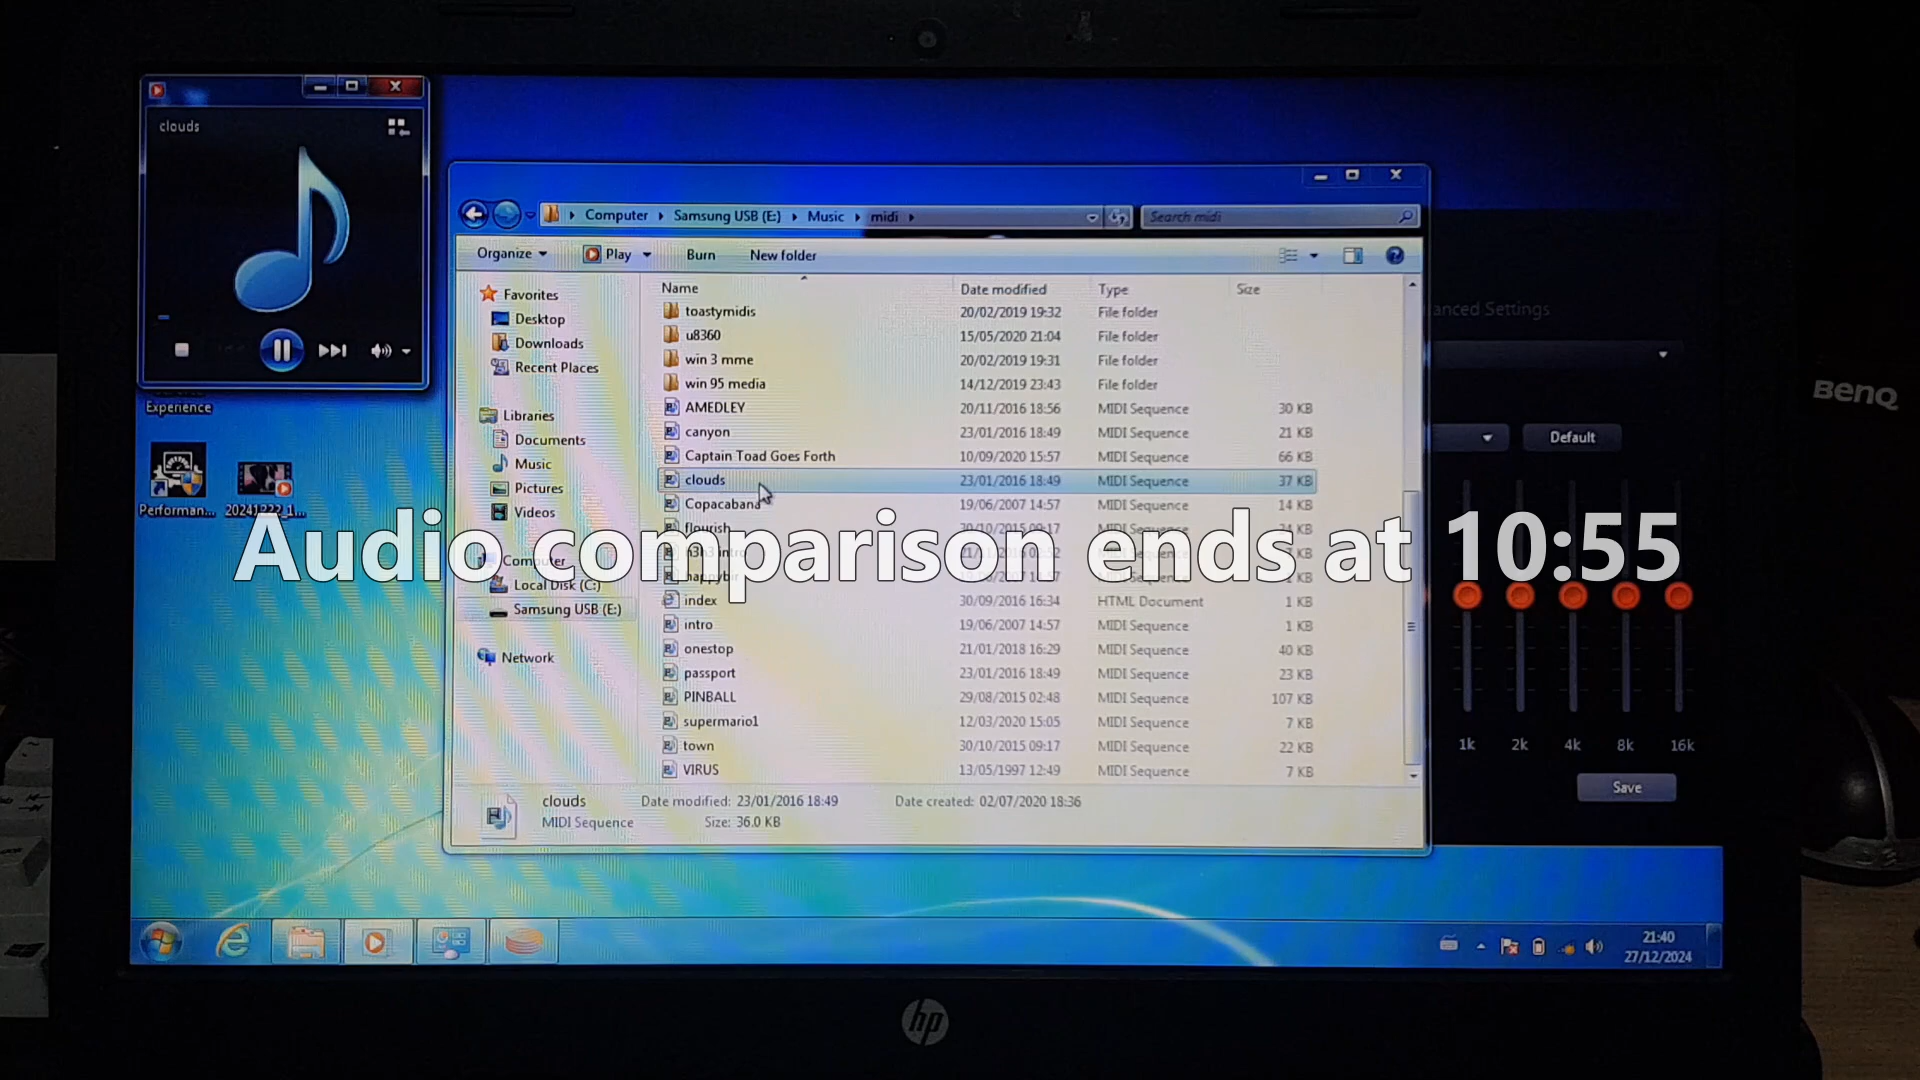 clouds
Computer Samsung USB (E:) Music midi
Search midi
Organize Play Burn New folder
Name Date modified Type Size
Favorites
Desktop
Downloads
Recent Places
Libraries
Documents
Music
Pictures
Videos
Computer
Local Disk (C:)
Samsung USB (E:)
Network
toastymidis 20/02/2019 19:32 File folder
u8360 15/05/2020 21:04 File folder
win 3 mme 20/02/2019 19:31 File folder
win 95 media 14/12/2019 23:43 File folder
AMEDLEY 20/11/2016 18:56 MIDI Sequence 30 KB
canyon 23/01/2016 18:49 MIDI Sequence 21 KB
Captain Toad Goes Forth 10/09/2020 15:57 MIDI Sequence 66 KB
clouds 23/01/2016 18:49 MIDI Sequence 37 KB
Copacabana 19/06/2007 14:57 MIDI Sequence 14 KB
flourish 30/10/2015 09:17 MIDI Sequence 24 KB
Audio comparison ends at 10:55
index 30/09/2016 16:34 HTML Document 1 KB
intro 19/06/2007 14:57 MIDI Sequence 1 KB
onestop 21/01/2018 16:29 MIDI Sequence 40 KB
passport 23/01/2016 18:49 MIDI Sequence 23 KB
PINBALL 29/08/2015 02:48 MIDI Sequence 107 KB
supermario1 12/03/2020 15:05 MIDI Sequence 7 KB
town 30/10/2015 09:17 MIDI Sequence 22 KB
VIRUS 13/05/1997 12:49 MIDI Sequence 7 KB
clouds Date modified: 23/01/2016 18:49 Date created: 02/07/2020 18:36
MIDI Sequence Size: 36.0 KB
Experience
Performan...
20241222_1...
anced Settings
Default
1k 2k 4k 8k 16k
Save
BenQ
21:40
27/12/2024
hp